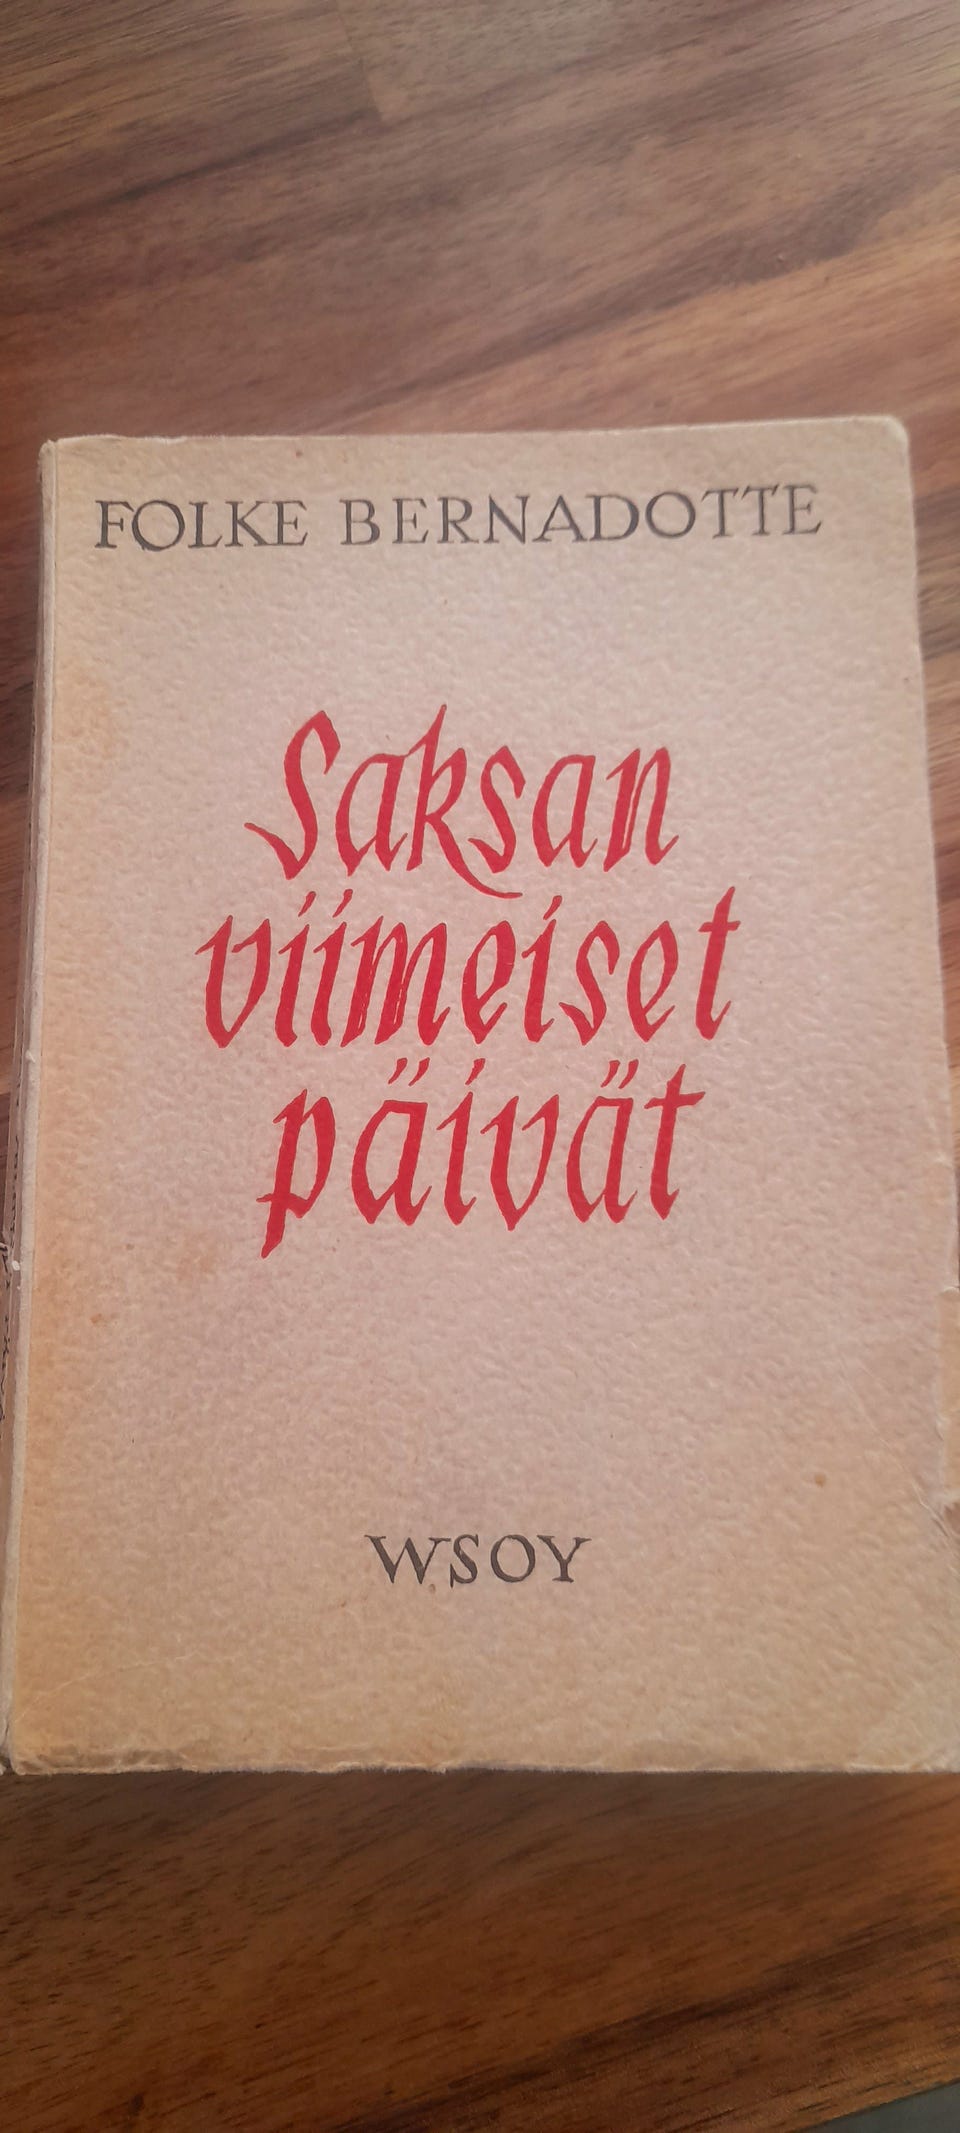 FOLKE BERNADOTTE
Saksan
viimeiset
päivät
WSOY